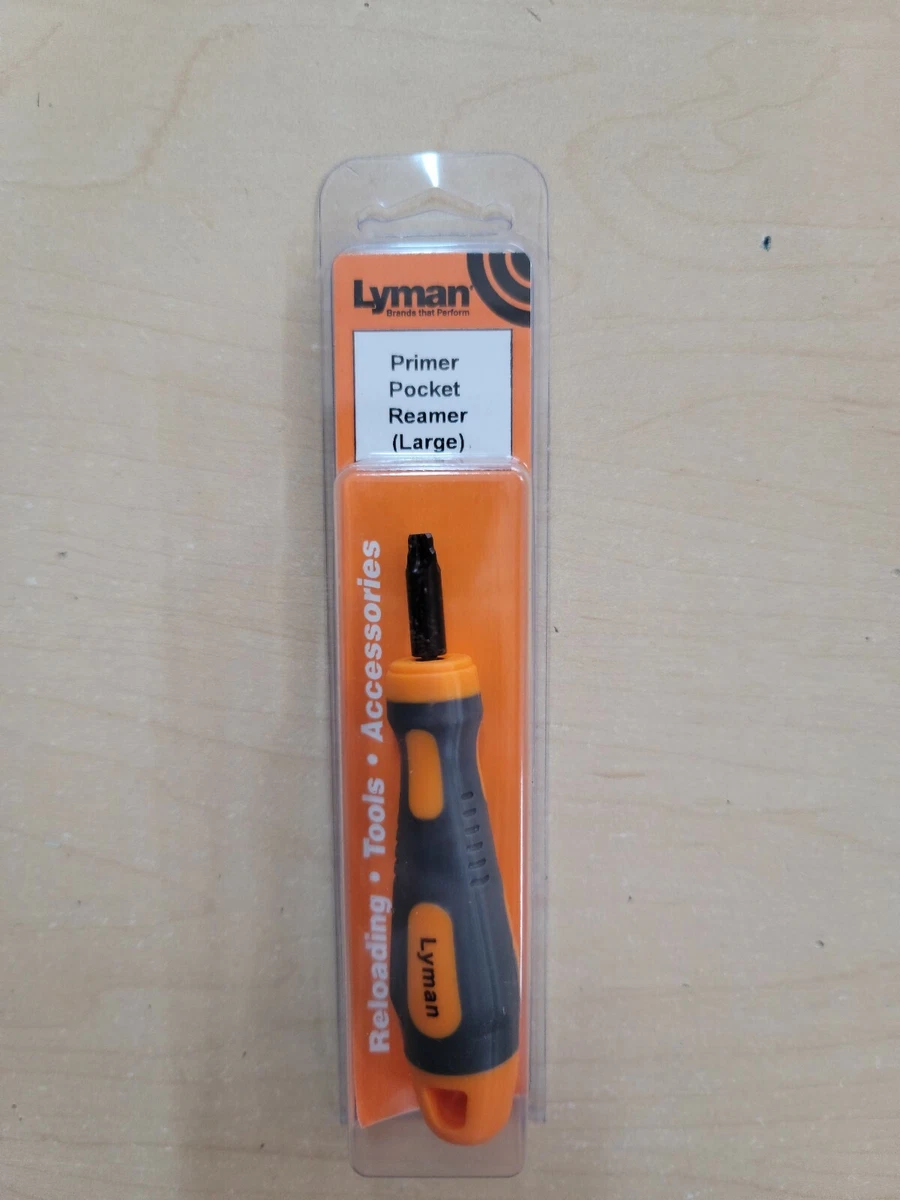 Lyman
Brands that Perform
Primer
Pocket
Reamer
(Large)
Reloading • Tools • Accessories
Lyman